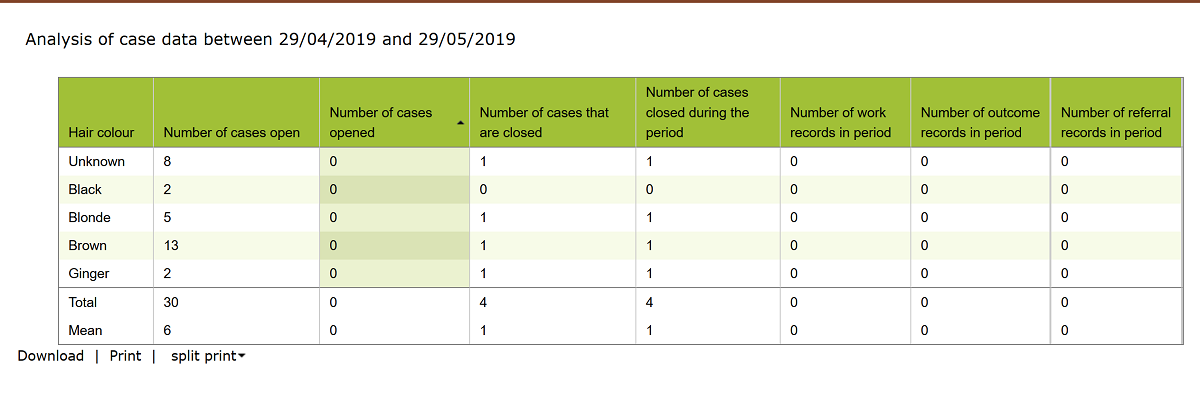 Analysis of case data between 29/04/2019 and 29/05/2019
Hair colour | Number of cases open | Number of cases opened | Number of cases that are closed | Number of cases closed during the period | Number of work records in period | Number of outcome records in period | Number of referral records in period
Unknown 8 0 1 1 0 0 0
Black 2 0 0 0 0 0 0
Blonde 5 0 1 1 0 0 0
Brown 13 0 1 1 0 0 0
Ginger 2 0 1 1 0 0 0
Total 30 0 4 4 0 0 0
Mean 6 0 1 1 0 0 0
Download | Print | split print